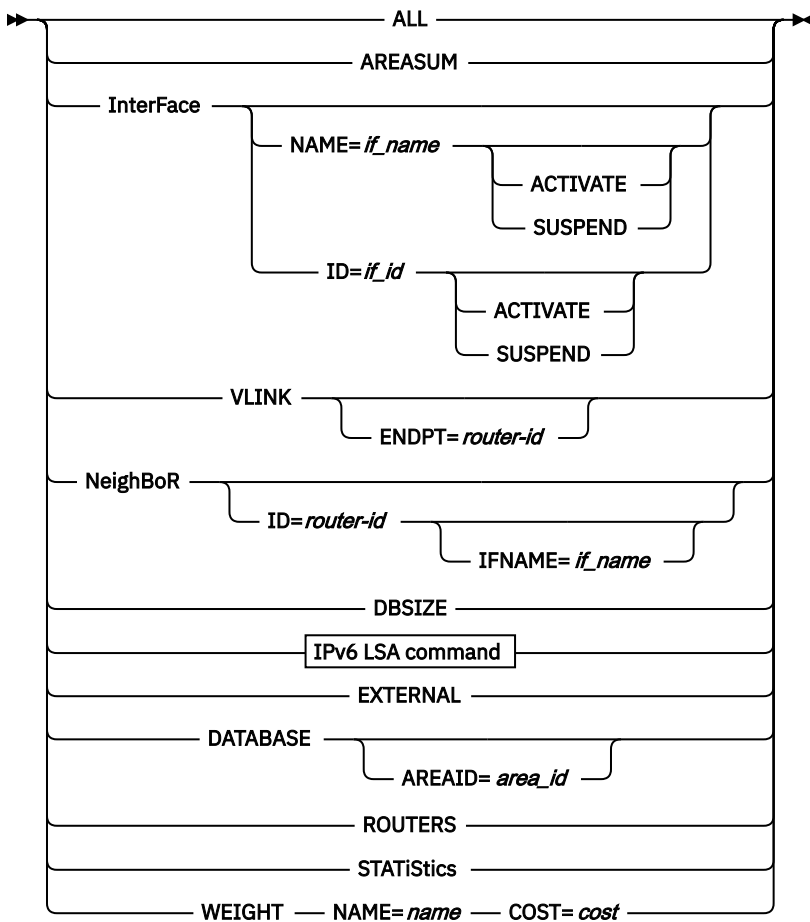 ALL
AREASUM
InterFace
NAME= if_name
ACTIVATE
SUSPEND
ID= if_id
ACTIVATE
SUSPEND
VLINK
ENDPT= router-id
NeighBoR
ID= router-id
IFNAME= if_name
DBSIZE
IPv6 LSA command
EXTERNAL
DATABASE
AREAID= area_id
ROUTERS
STATiStics
WEIGHT NAME= name COST= cost